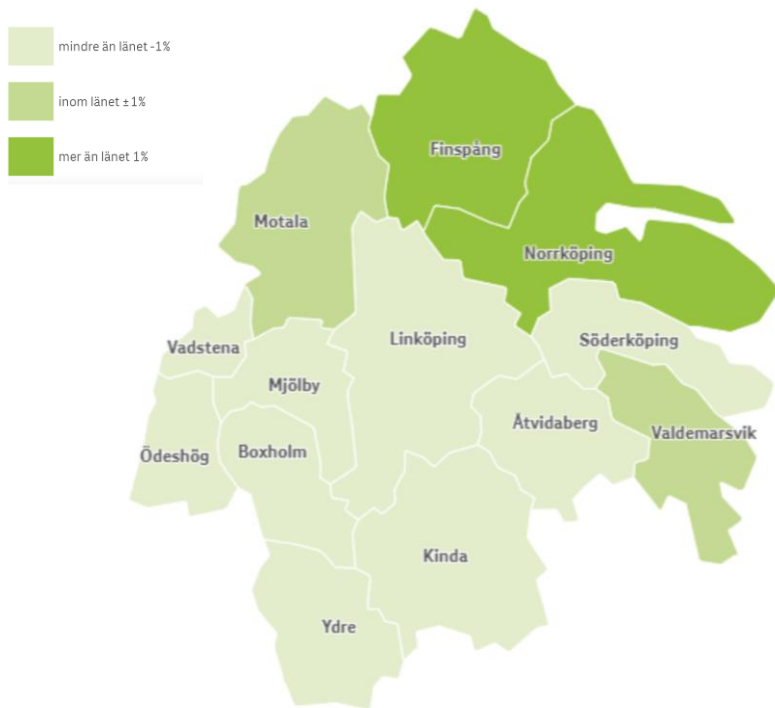 mindre än länet -1%
inom länet ±1%
mer än länet 1%
Finspång
Motala
Norrköping
Vadstena
Linköping
Söderköping
Mjölby
Åtvidaberg
Valdemarsvik
Ödeshög
Boxholm
Kinda
Ydre